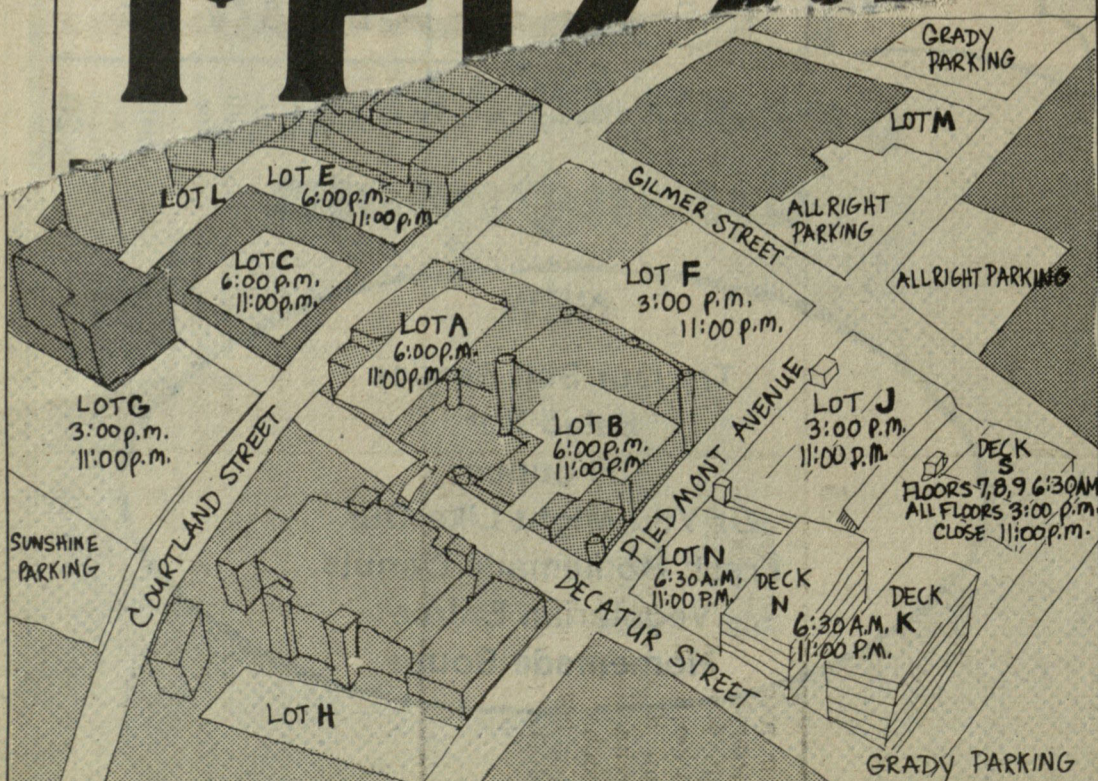 GRADY
PARKING
LOT M
GILMER STREET
ALLRIGHT
PARKING
ALLRIGHT PARKING
LOT L
LOT E
6:00 p.m.
11:00 p.m.
LOT C
6:00 p.m.
11:00 p.m.
LOT F
3:00 P.m.
11:00 p.m.
LOT A
6:00 p.m.
11:00 p.m.
LOT G
3:00 p.m.
11:00 p.m.
LOT B
6:00 p.m.
11:00 p.m.
PIEDMONT AVENUE
LOT J
3:00 P.m.
11:00 P.m.
DECK
S
FLOORS 7,8,9 6:30AM
ALL FLOORS 3:00 p.m.
CLOSE 11:00 p.m.
COURTLAND STREET
SUNSHINE
PARKING
LOT N
6:30 A.M.
11:00 P.M.
DECK
N
DECK
K
6:30 A.M.
11:00 P.M.
DECATUR STREET
LOT H
GRADY PARKING